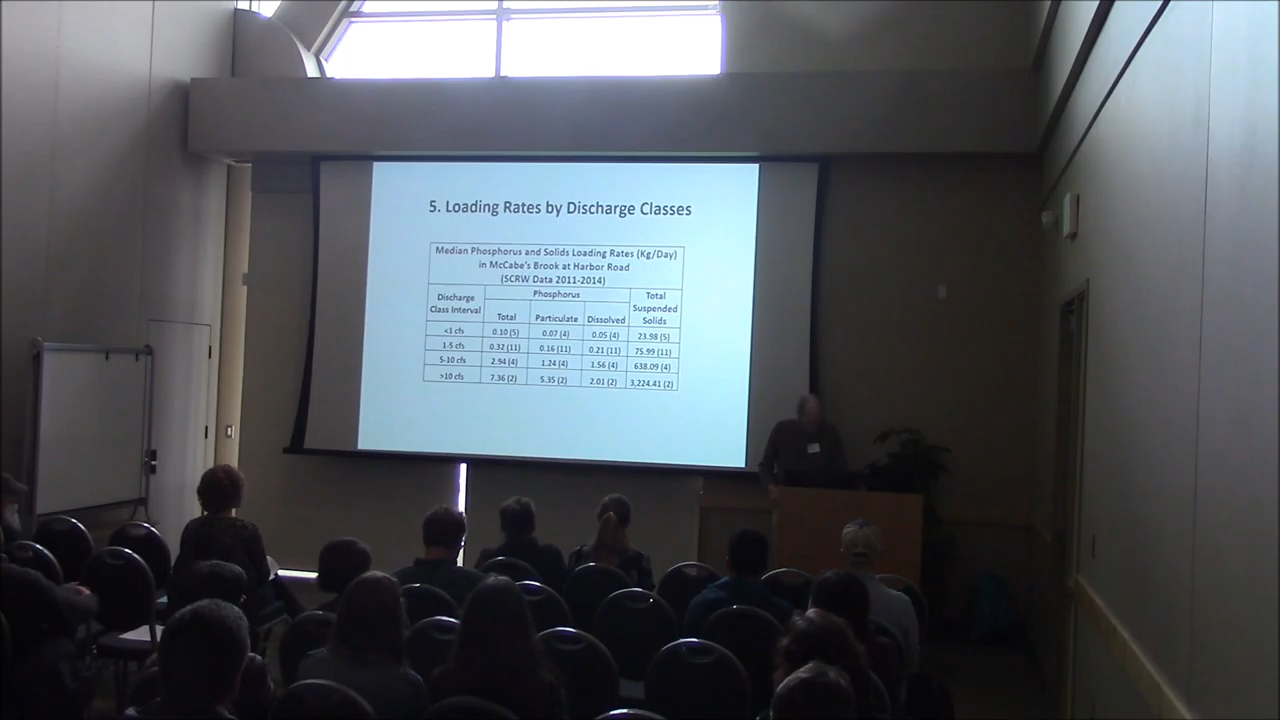 5. Loading Rates by Discharge Classes
Median Phosphorus and Solids Loading Rates (Kg/Day)
in McCabe's Brook at Harbor Road
(SCRW Data 2011-2014)
Discharge Class Interval Phosphorus Total Suspended Solids
Total Particulate Dissolved
<1 cfs 0.10 (5) 0.07 (4) 0.05 (4) 23.98 (5)
1-5 cfs 0.32 (11) 0.16 (11) 0.21 (11) 75.99 (11)
5-10 cfs 2.94 (4) 1.24 (4) 1.56 (4) 638.09 (4)
>10 cfs 7.36 (2) 5.35 (2) 2.01 (2) 3,224.41 (2)